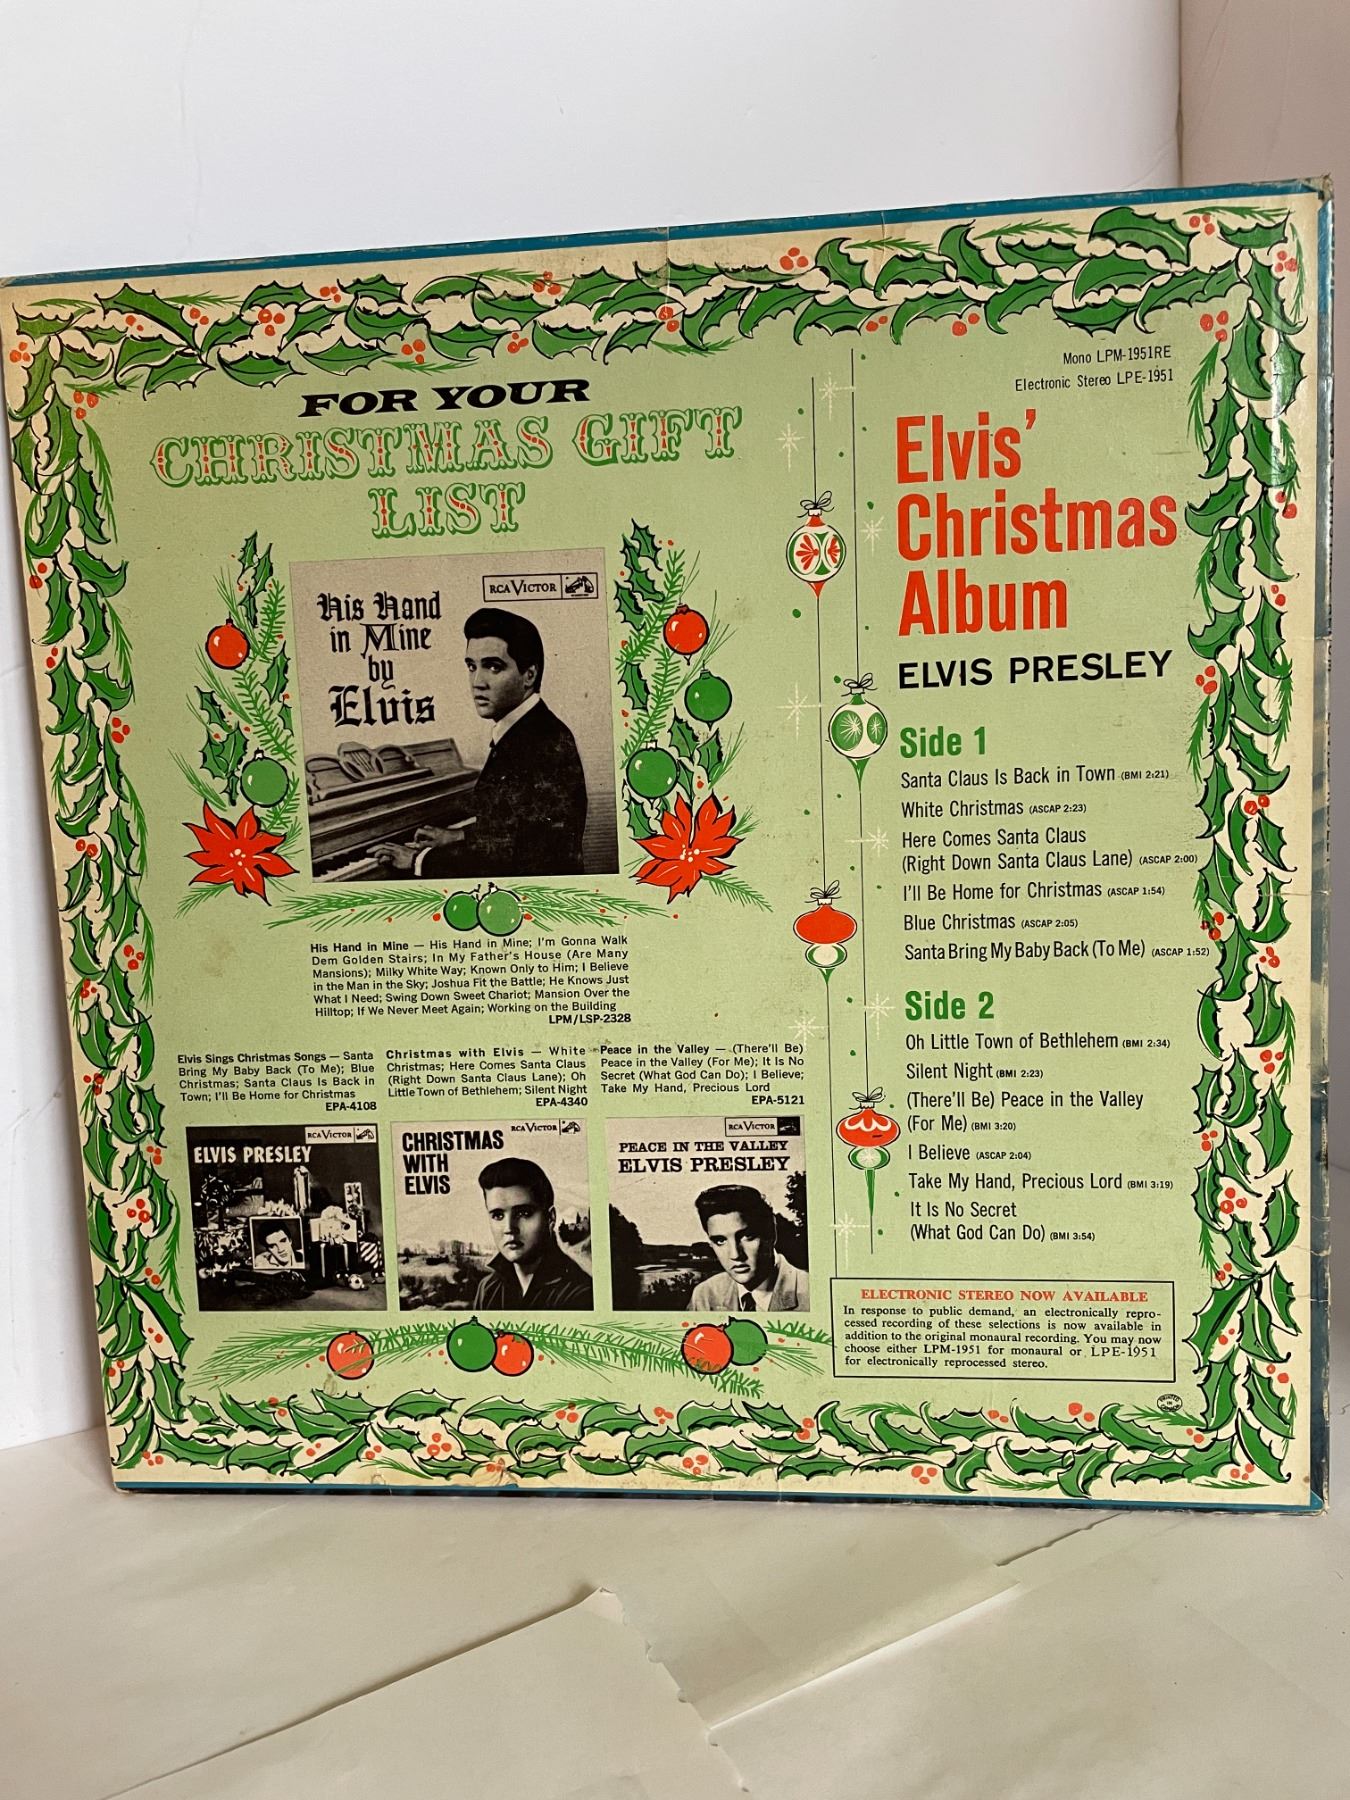 FOR YOUR
CHRISTMAS GIFT
LIST
His Hand
in Mine
by
Elvis
RCA VICTOR
His Hand in Mine — His Hand in Mine; I'm Gonna Walk
Dem Golden Stairs; In My Father's House (Are Many
Mansions); Milky White Way; Known Only to Him; I Believe
in the Man in the Sky; Joshua Fit the Battle; He Knows Just
What I Need; Swing Down Sweet Chariot; Mansion Over the
Hilltop; If We Never Meet Again; Working on the Building
LPM/LSP-2328
Elvis Sings Christmas Songs — Santa
Bring My Baby Back (To Me); Blue
Christmas; Santa Claus Is Back in
Town; I'll Be Home for Christmas
EPA-4108
Christmas with Elvis — White
Christmas; Here Comes Santa Claus
(Right Down Santa Claus Lane); Oh
Little Town of Bethlehem; Silent Night
EPA-4340
Peace in the Valley — (There'll Be)
Peace in the Valley (For Me); It Is No
Secret (What God Can Do); I Believe;
Take My Hand, Precious Lord
EPA-5121
RCA VICTOR
ELVIS PRESLEY
RCA VICTOR
CHRISTMAS
WITH
ELVIS
RCA VICTOR
PEACE IN THE VALLEY
ELVIS PRESLEY
Mono LPM-1951RE
Electronic Stereo LPE-1951
Elvis'
Christmas
Album
ELVIS PRESLEY
Side 1
Santa Claus Is Back in Town (BMI 2:21)
White Christmas (ASCAP 2:23)
Here Comes Santa Claus
(Right Down Santa Claus Lane) (ASCAP 2:00)
I'll Be Home for Christmas (ASCAP 1:54)
Blue Christmas (ASCAP 2:05)
Santa Bring My Baby Back (To Me) (ASCAP 1:52)
Side 2
Oh Little Town of Bethlehem (BMI 2:34)
Silent Night (BMI 2:23)
(There'll Be) Peace in the Valley
(For Me) (BMI 3:20)
I Believe (ASCAP 2:04)
Take My Hand, Precious Lord (BMI 3:19)
It Is No Secret
(What God Can Do) (BMI 3:54)
ELECTRONIC STEREO NOW AVAILABLE
In response to public demand, an electronically repro-
cessed recording of these selections is now available in
addition to the original monaural recording. You may now
choose either LPM-1951 for monaural or LPE-1951
for electronically reprocessed stereo.
PRINTED
IN